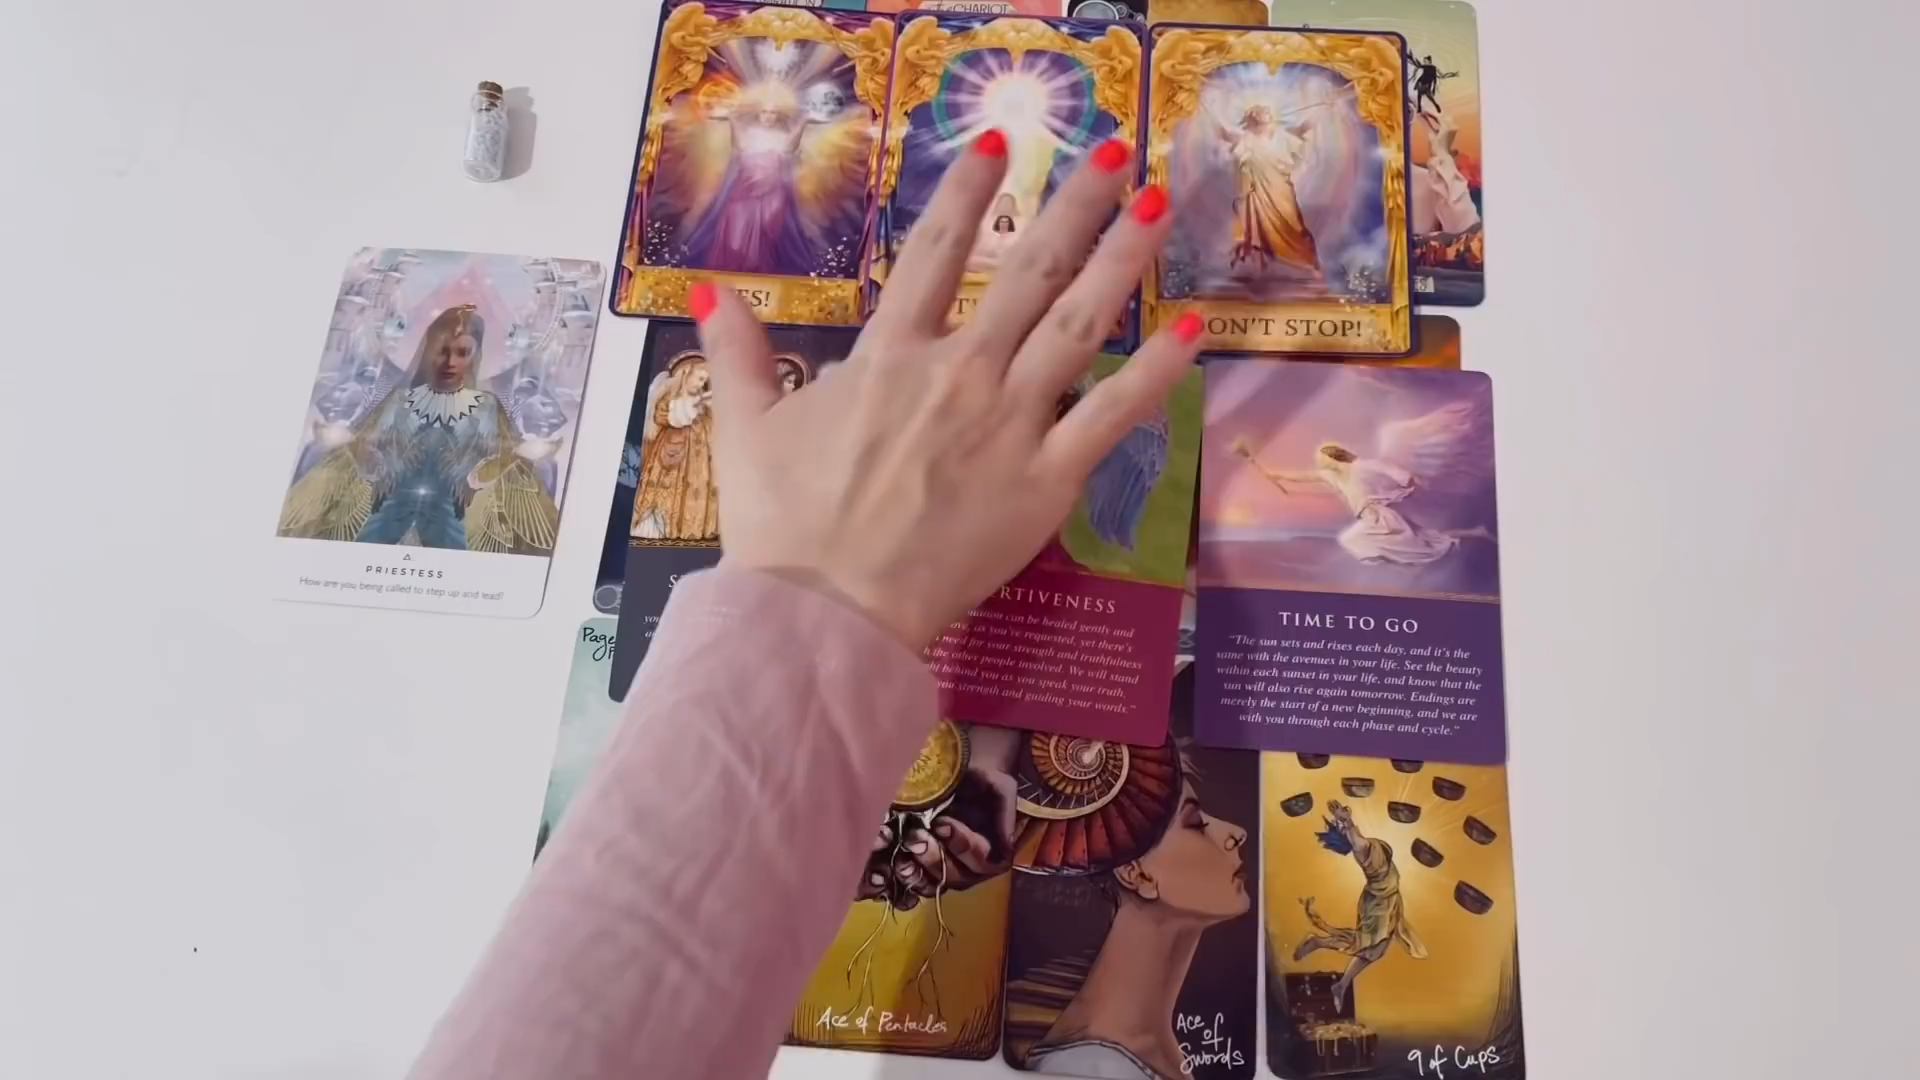 CHARIOT
ES!
DON'T STOP!
PRIESTESS
How are you being called to step up and lead?
RTIVENESS
can be healed gently and
as you've requested, yet there's
need for your strength and truthfulness
the other people involved. We will stand
behind you as you speak your truth,
strength and guiding your words."
TIME TO GO
"The sun sets and rises each day, and it's the
same with the avenues in your life. See the beauty
within each sunset in your life, and know that the
sun will also rise again tomorrow. Endings are
merely the start of a new beginning, and we are
with you through each phase and cycle."
Page
Ace of Pentacles
Ace
of
Swords
9 of Cups